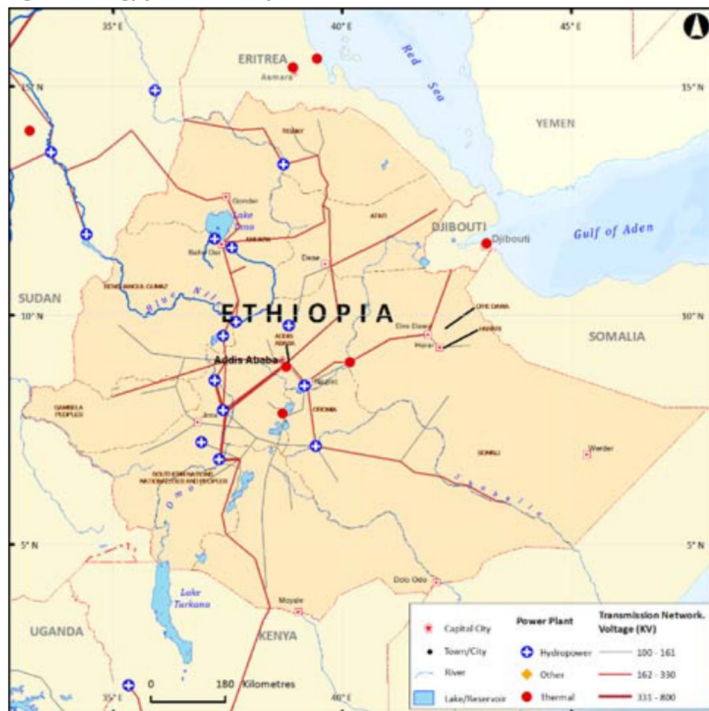 35° E
40° E
45° E
ERITREA
Asmara
Red Sea
15° N
15° N
YEMEN
TIGRAY
Gonder
Lake Tana
AFAR
AMHARA
Bahir Dar
DJIBOUTI
Djibouti
Gulf of Aden
Dese
BENISHANGUL GUMAZ
SUDAN
Blue Nile
10° N
ETHIOPIA
10° N
DIRE DAWA
Dire Dawa
HARARI
Harar
SOMALIA
ADDIS ABABA
Addis Ababa
Nazret
GAMBELA PEOPLES
OROMIA
Jima
SOMALI
Werder
SOUTHERN NATIONS NATIONALITIES AND PEOPLES
Omo
Shabelle
5° N
5° N
Dolo Odo
Lake Turkana
Moyale
UGANDA
KENYA
0 180 Kilometres
35° E
40° E
Capital City
Town/City
River
Lake/Reservoir
Power Plant
Hydropower
Other
Thermal
Transmission Network.
Voltage (KV)
100 - 161
162 - 330
331 - 800